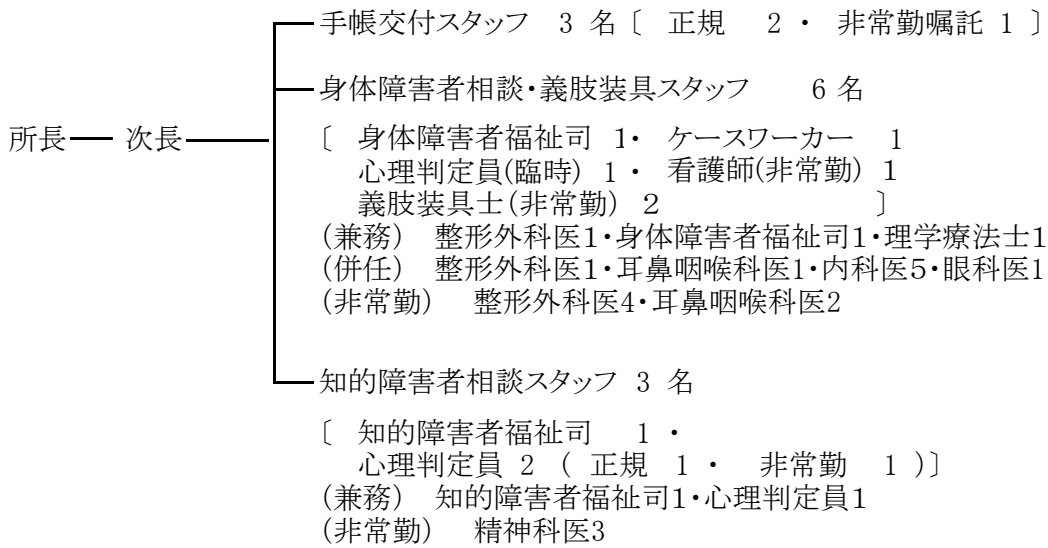 手帳交付スタッフ 3 名〔 正規 2 ・ 非常勤嘱託 1 〕
身体障害者相談・義肢装具スタッフ 6 名
所長 次長
〔 身体障害者福祉司 1・ ケースワーカー 1
心理判定員(臨時) 1 ・ 看護師(非常勤) 1
義肢装具士(非常勤) 2 〕
(兼務) 整形外科医1・身体障害者福祉司1・理学療法士1
(併任) 整形外科医1・耳鼻咽喉科医1・内科医5・眼科医1
(非常勤) 整形外科医4・耳鼻咽喉科医2
知的障害者相談スタッフ 3 名
〔 知的障害者福祉司 1 ・
心理判定員 2 ( 正規 1 ・ 非常勤 1 )〕
(兼務) 知的障害者福祉司1・心理判定員1
(非常勤) 精神科医3